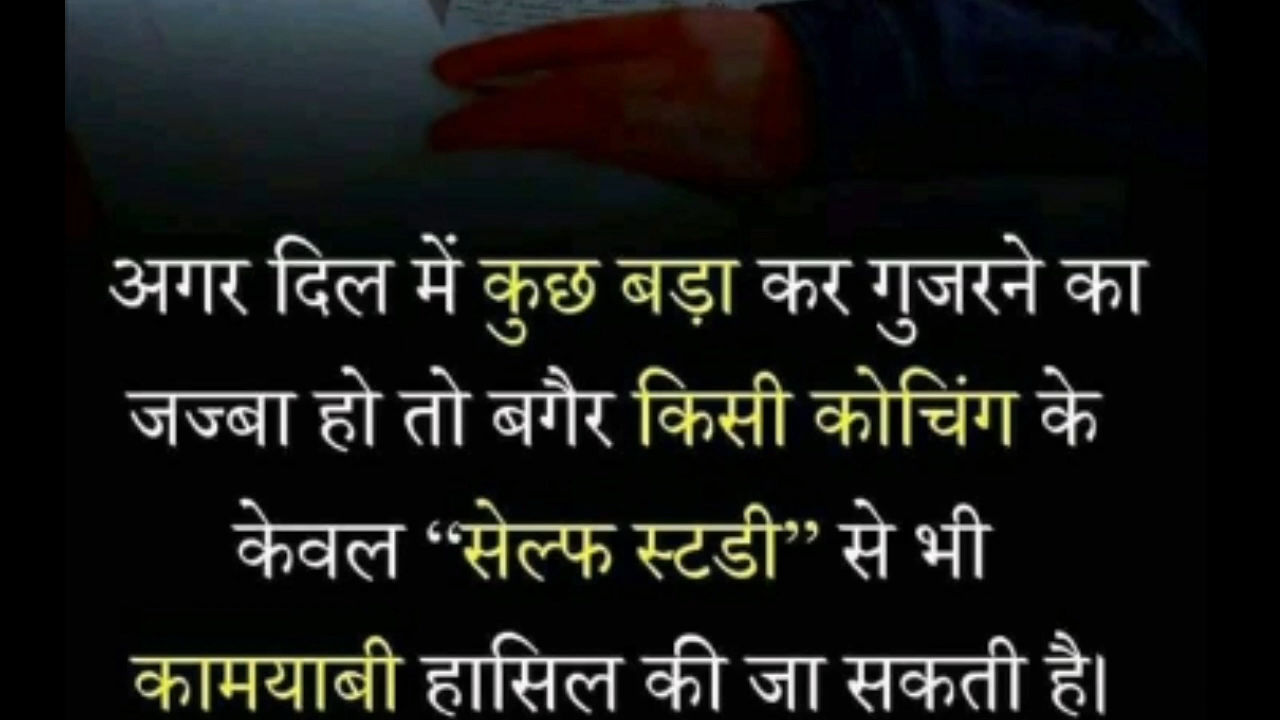 अगर दिल में कुछ बड़ा कर गुजरने का
जज्बा हो तो बगैर किसी कोचिंग के
केवल “सेल्फ स्टडी” से भी
कामयाबी हासिल की जा सकती है।